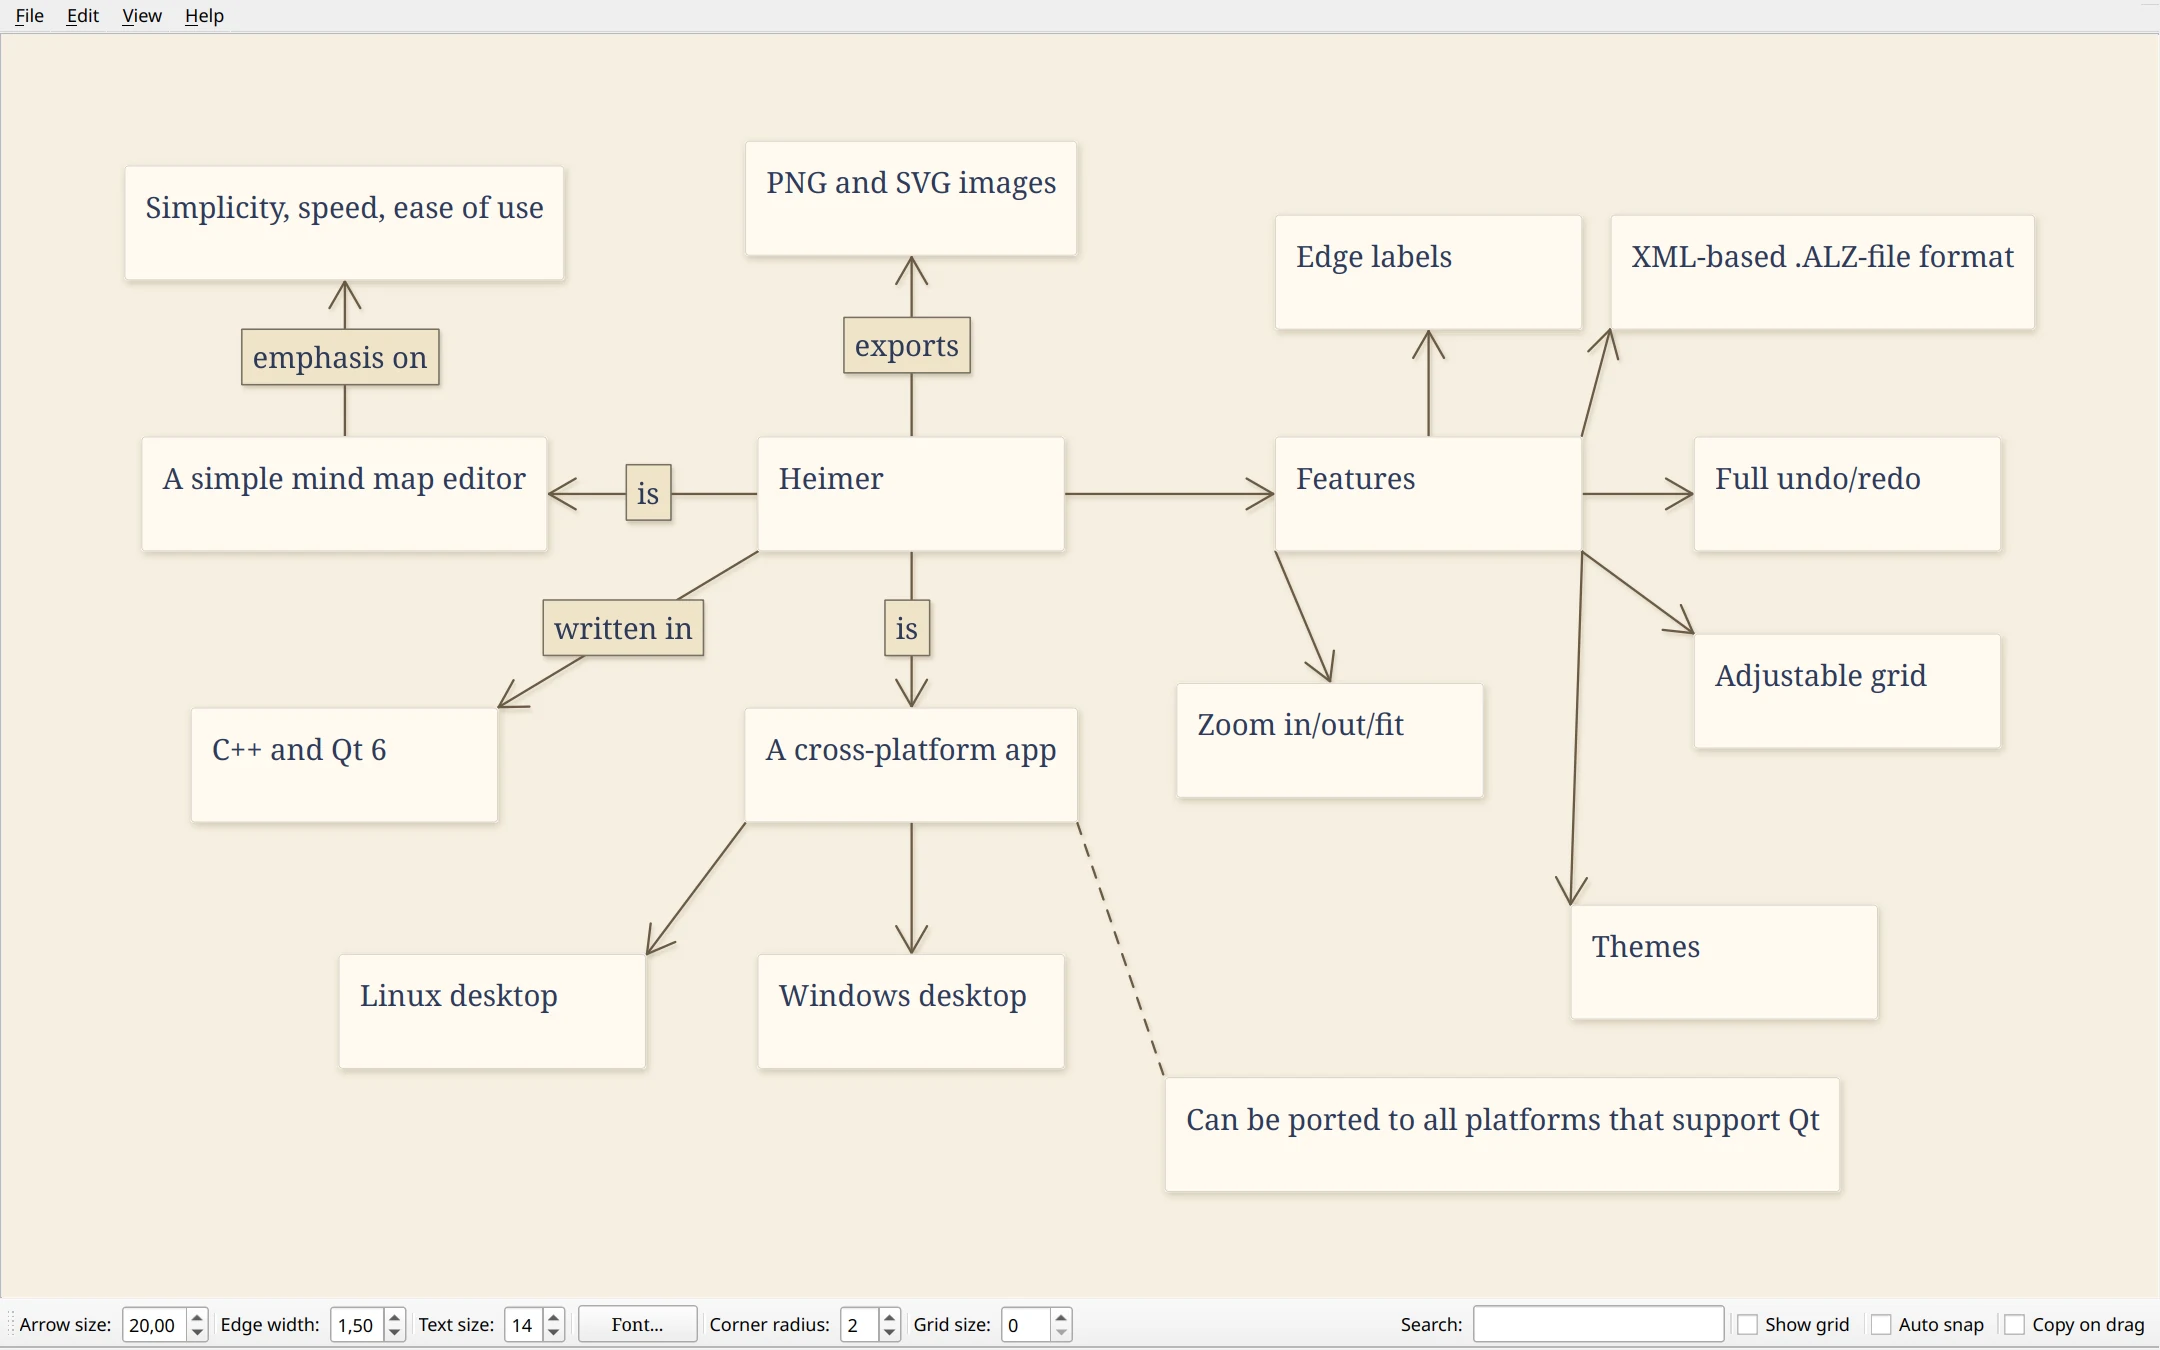 File Edit View Help
PNG and SVG images
Simplicity, speed, ease of use
Edge labels
XML-based .ALZ-file format
emphasis on
exports
A simple mind map editor
is
Heimer
Features
Full undo/redo
written in
is
Adjustable grid
Zoom in/out/fit
C++ and Qt 6
A cross-platform app
Themes
Linux desktop
Windows desktop
Can be ported to all platforms that support Qt
Arrow size: 20,00 Edge width: 1,50 Text size: 14 Font... Corner radius: 2 Grid size: 0 Search: Show grid Auto snap Copy on drag